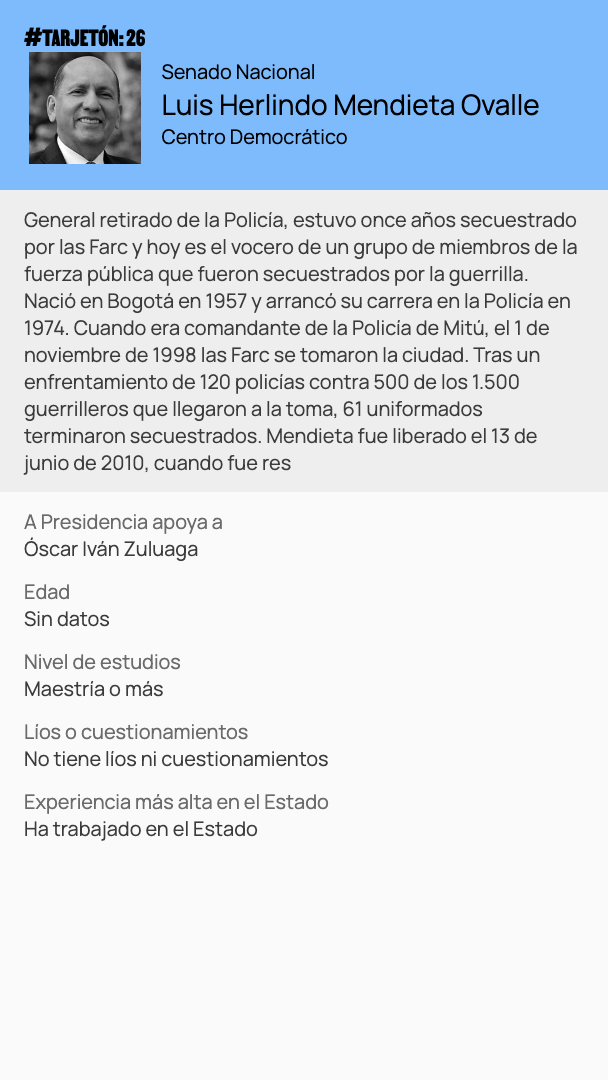 #TARJETÓN: 26
Senado Nacional
Luis Herlindo Mendieta Ovalle
Centro Democrático
General retirado de la Policía, estuvo once años secuestrado
por las Farc y hoy es el vocero de un grupo de miembros de la
fuerza pública que fueron secuestrados por la guerrilla.
Nació en Bogotá en 1957 y arrancó su carrera en la Policía en
1974. Cuando era comandante de la Policía de Mitú, el 1 de
noviembre de 1998 las Farc se tomaron la ciudad. Tras un
enfrentamiento de 120 policías contra 500 de los 1.500
guerrilleros que llegaron a la toma, 61 uniformados
terminaron secuestrados. Mendieta fue liberado el 13 de
junio de 2010, cuando fue res
A Presidencia apoya a
Óscar Iván Zuluaga
Edad
Sin datos
Nivel de estudios
Maestría o más
Líos o cuestionamientos
No tiene líos ni cuestionamientos
Experiencia más alta en el Estado
Ha trabajado en el Estado